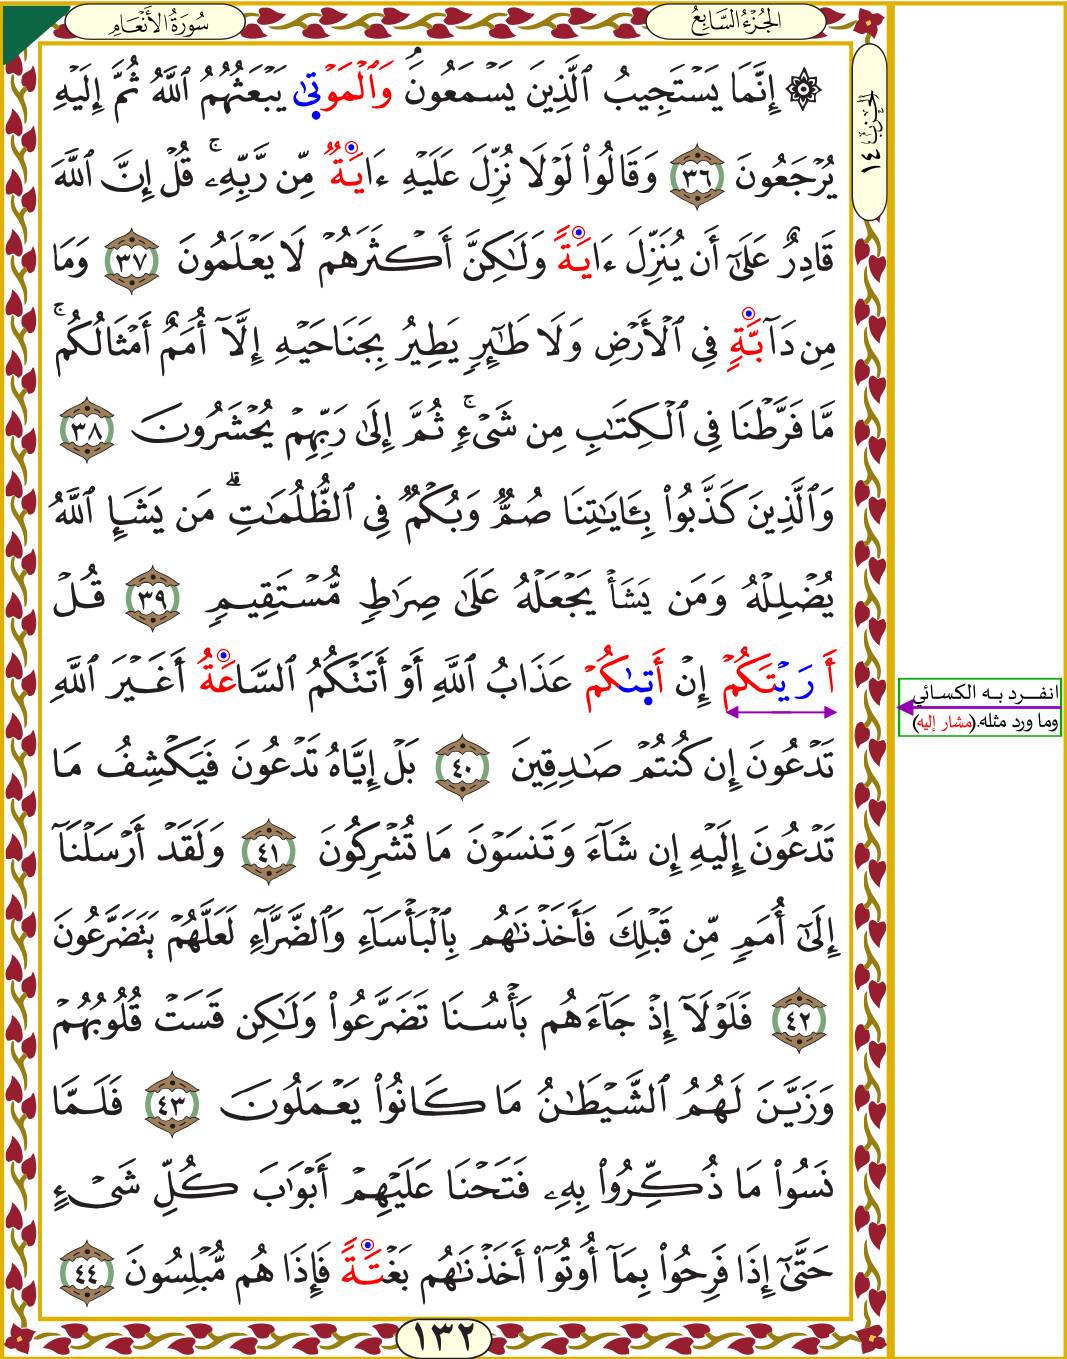 سُورَةُ الأَنْعَامِ
الجُزْءُ السَّابِعُ
الحِزْب ١٤
۞ إِنَّمَا يَسْتَجِيبُ ٱلَّذِينَ يَسْمَعُونَ ۘ وَٱلْمَوْتَىٰ يَبْعَثُهُمُ ٱللَّهُ ثُمَّ إِلَيْهِ
يُرْجَعُونَ ٣٦ وَقَالُوا۟ لَوْلَا نُزِّلَ عَلَيْهِ ءَايَةٌ مِّن رَّبِّهِۦ ۚ قُلْ إِنَّ ٱللَّهَ
قَادِرٌ عَلَىٰٓ أَن يُنَزِّلَ ءَايَةً وَلَـٰكِنَّ أَكْثَرَهُمْ لَا يَعْلَمُونَ ٣٧ وَمَا
مِن دَآبَّةٍ فِى ٱلْأَرْضِ وَلَا طَـٰٓئِرٍ يَطِيرُ بِجَنَاحَيْهِ إِلَّآ أُمَمٌ أَمْثَالُكُم ۚ
مَّا فَرَّطْنَا فِى ٱلْكِتَـٰبِ مِن شَىْءٍ ۚ ثُمَّ إِلَىٰ رَبِّهِمْ يُحْشَرُونَ ٣٨
وَٱلَّذِينَ كَذَّبُوا۟ بِـَٔايَـٰتِنَا صُمٌّ وَبُكْمٌ فِى ٱلظُّلُمَـٰتِ ۗ مَن يَشَإِ ٱللَّهُ
يُضْلِلْهُ وَمَن يَشَأْ يَجْعَلْهُ عَلَىٰ صِرَٰطٍ مُّسْتَقِيمٍ ٣٩ قُلْ
أَرَيْتَكُمْ إِنْ أَتَىٰكُمْ عَذَابُ ٱللَّهِ أَوْ أَتَتْكُمُ ٱلسَّاعَةُ أَغَيْرَ ٱللَّهِ
تَدْعُونَ إِن كُنتُمْ صَـٰدِقِينَ ٤٠ بَلْ إِيَّاهُ تَدْعُونَ فَيَكْشِفُ مَا
تَدْعُونَ إِلَيْهِ إِن شَآءَ وَتَنسَوْنَ مَا تُشْرِكُونَ ٤١ وَلَقَدْ أَرْسَلْنَآ
إِلَىٰٓ أُمَمٍ مِّن قَبْلِكَ فَأَخَذْنَـٰهُم بِٱلْبَأْسَآءِ وَٱلضَّرَّآءِ لَعَلَّهُمْ يَتَضَرَّعُونَ
٤٢ فَلَوْلَآ إِذْ جَآءَهُم بَأْسُنَا تَضَرَّعُوا۟ وَلَـٰكِن قَسَتْ قُلُوبُهُمْ
وَزَيَّنَ لَهُمُ ٱلشَّيْطَـٰنُ مَا كَانُوا۟ يَعْمَلُونَ ٤٣ فَلَمَّا
نَسُوا۟ مَا ذُكِّرُوا۟ بِهِۦ فَتَحْنَا عَلَيْهِمْ أَبْوَٰبَ كُلِّ شَىْءٍ
حَتَّىٰٓ إِذَا فَرِحُوا۟ بِمَآ أُوتُوٓا۟ أَخَذْنَـٰهُم بَغْتَةً فَإِذَا هُم مُّبْلِسُونَ ٤٤
١٣٢
انفرد به الكسائي
وما ورد مثله.(مشار إليه)